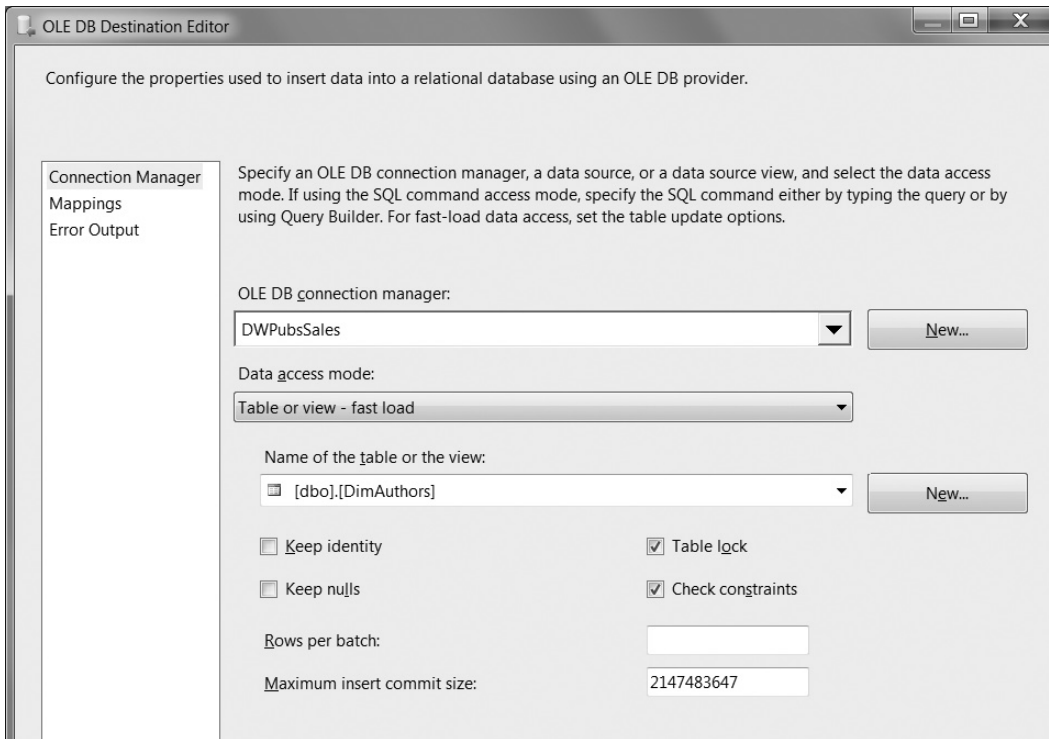 OLE DB Destination Editor
Configure the properties used to insert data into a relational database using an OLE DB provider.
Connection Manager
Mappings
Error Output
Specify an OLE DB connection manager, a data source, or a data source view, and select the data access
mode. If using the SQL command access mode, specify the SQL command either by typing the query or by
using Query Builder. For fast-load data access, set the table update options.
OLE DB connection manager:
DWPubsSales
New...
Data access mode:
Table or view - fast load
Name of the table or the view:
[dbo].[DimAuthors]
New...
Keep identity
Table lock
Keep nulls
Check constraints
Rows per batch:
Maximum insert commit size:
2147483647